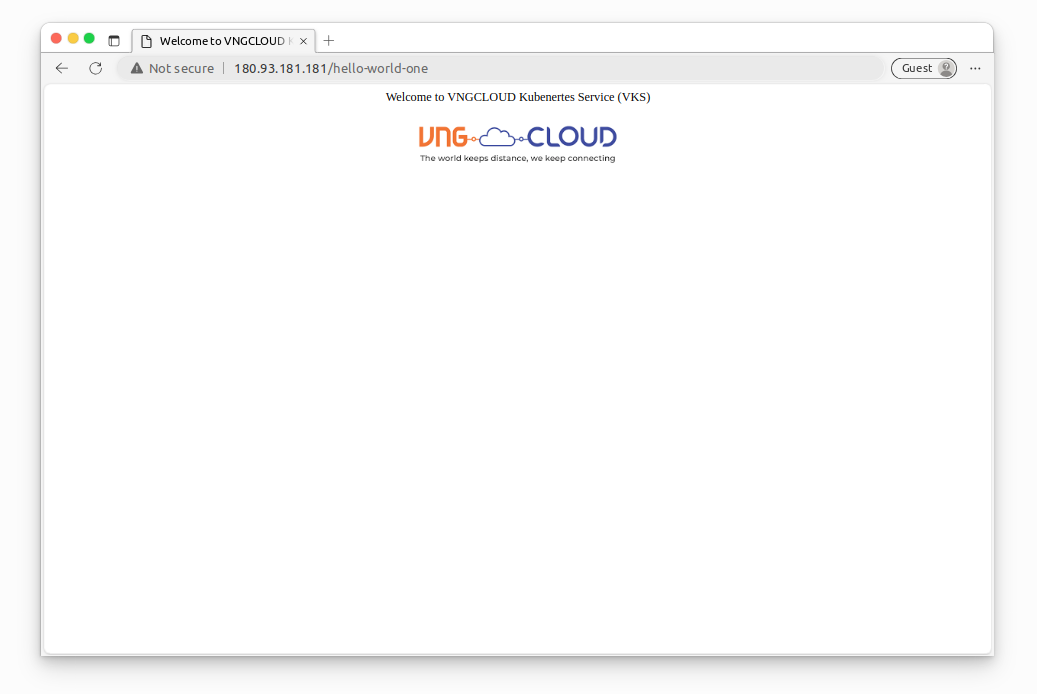 Welcome to VNGCLOUD
Not secure | 180.93.181.181/hello-world-one
Guest
Welcome to VNGCLOUD Kubenertes Service (VKS)
VNG CLOUD
The world keeps distance, we keep connecting